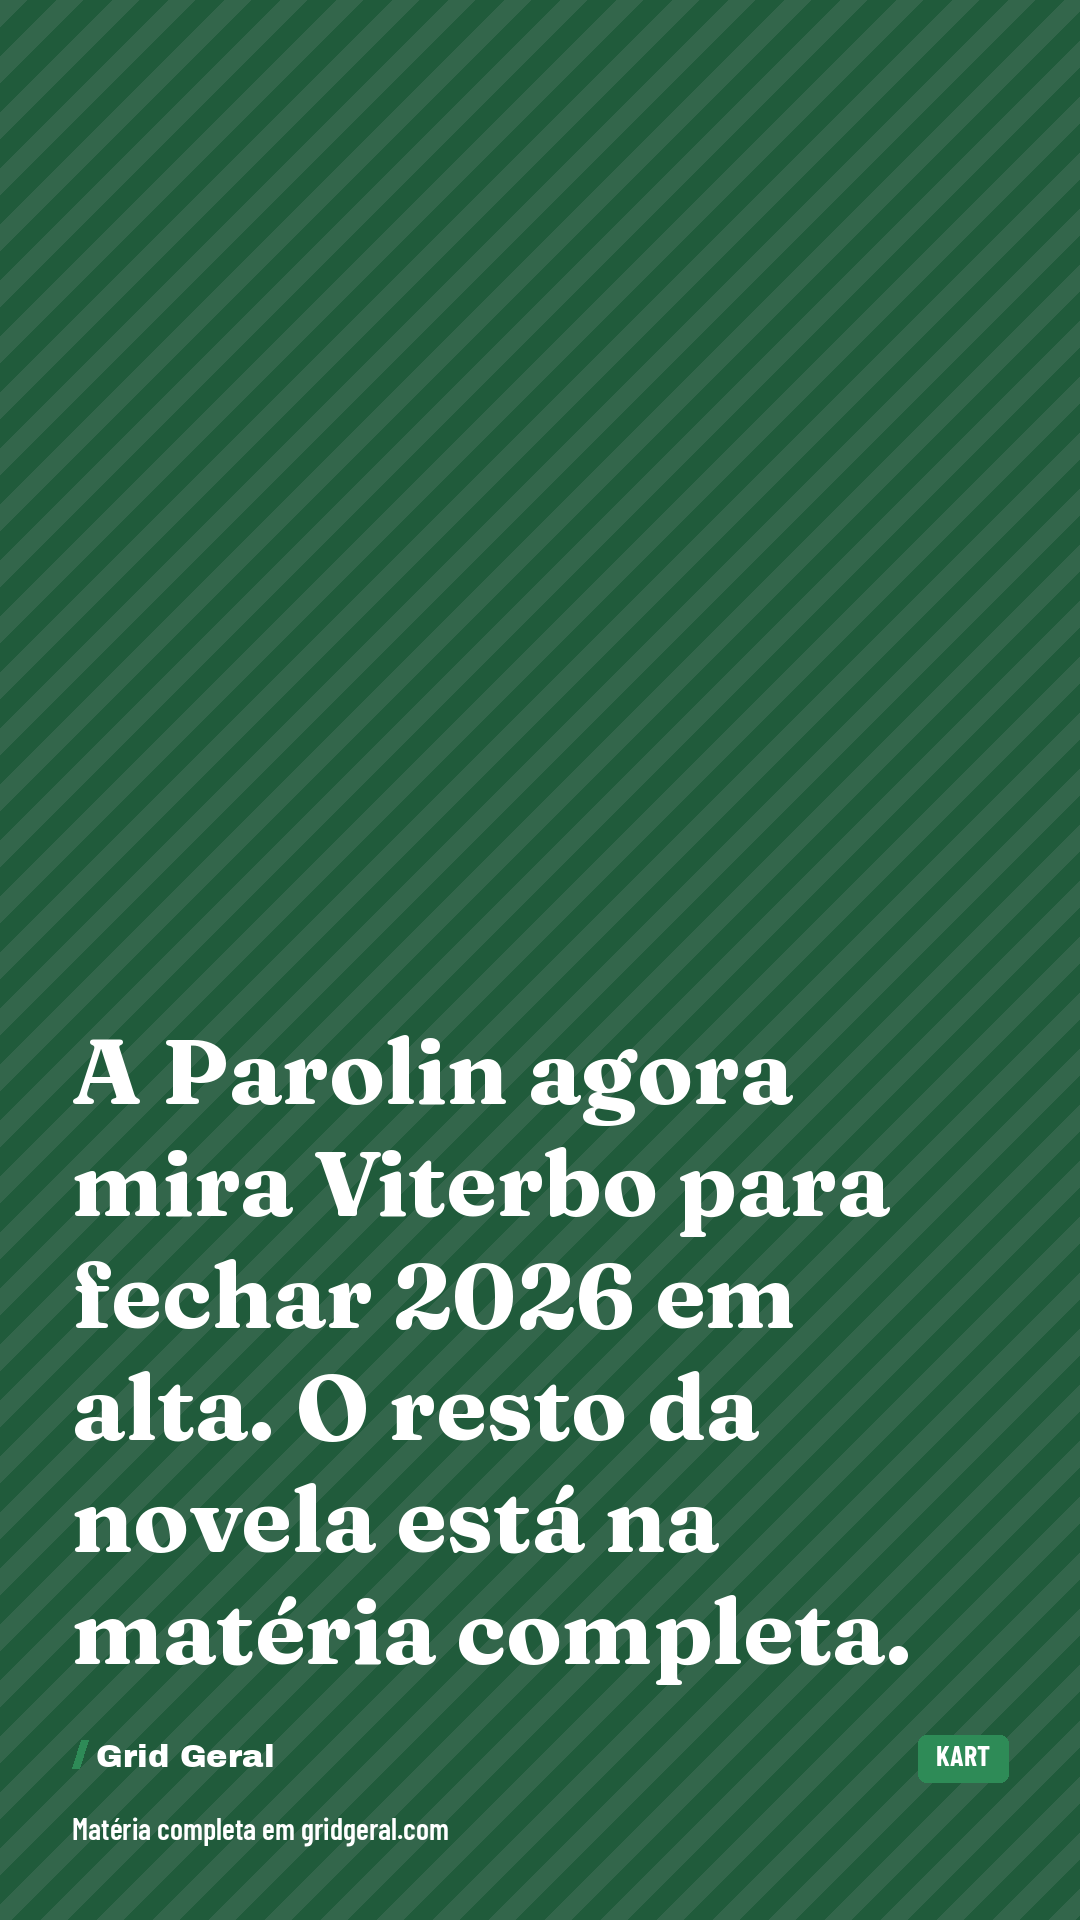 A Parolin agora
mira Viterbo para
fechar 2026 em
alta. O resto da
novela está na
matéria completa.
/ Grid Geral
KART
Matéria completa em gridgeral.com